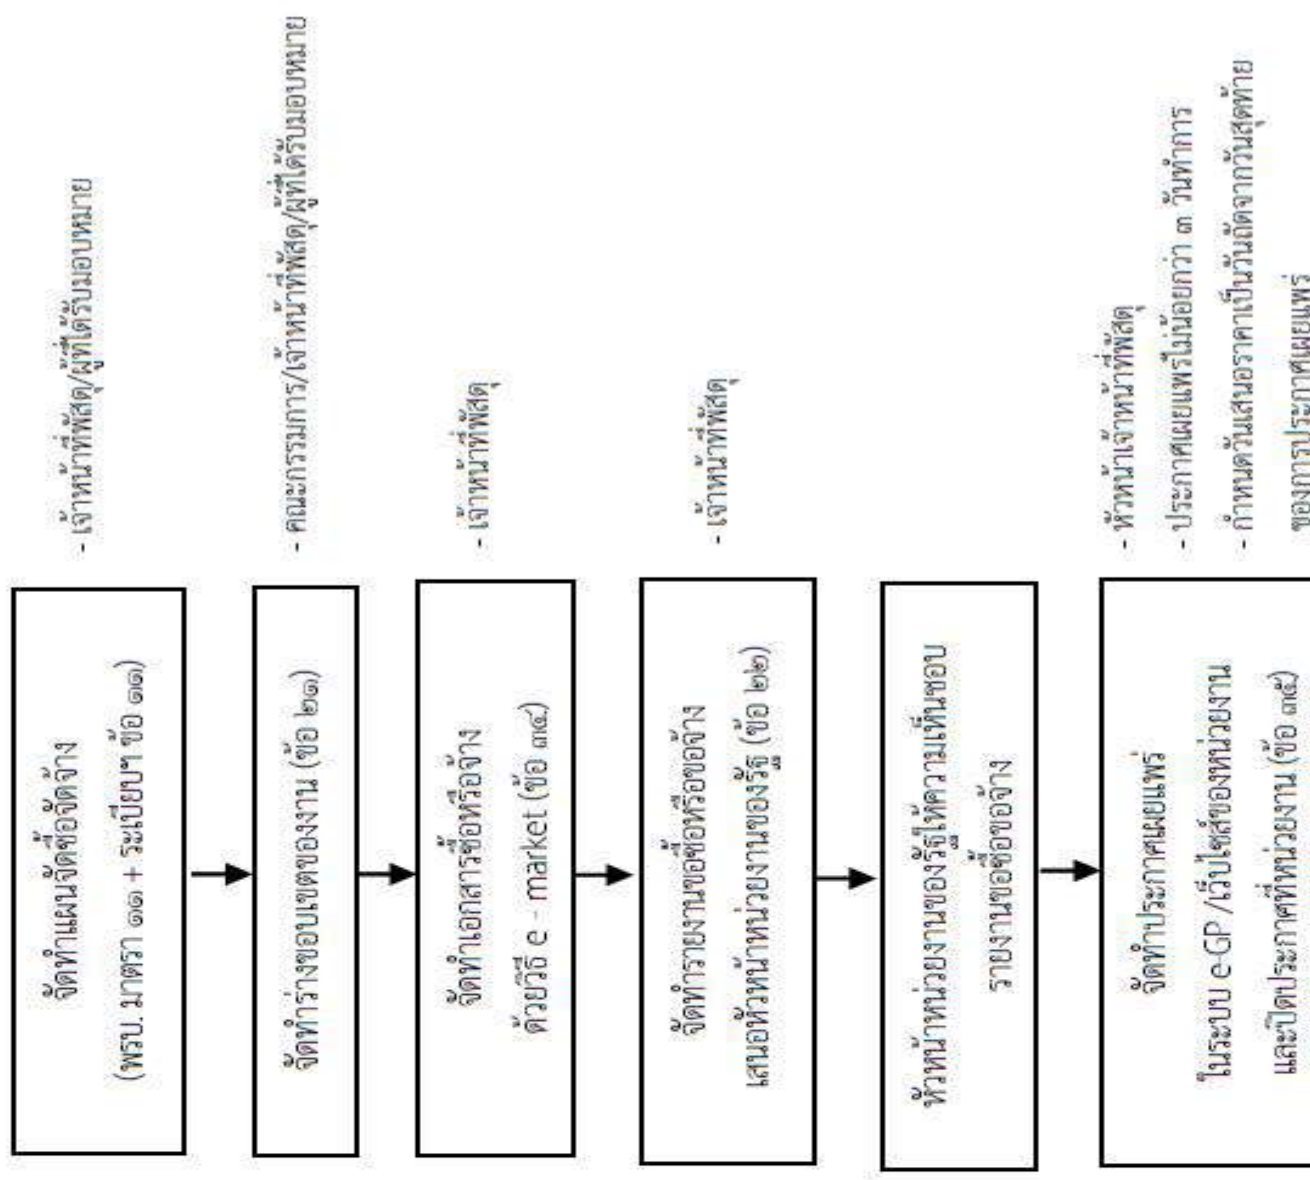 จัดทำแผนจัดซื้อจัดจ้าง
(พรบ. มาตรา ๑๑ + ระเบียบฯ ข้อ ๑๑)
- เจ้าหน้าที่พัสดุ/ผู้ที่ได้รับมอบหมาย
จัดทำร่างขอบเขตของงาน (ข้อ ๒๑)
- คณะกรรมการ/เจ้าหน้าที่พัสดุ/ผู้ที่ได้รับมอบหมาย
จัดทำเอกสารซื้อหรือจ้าง
ด้วยวิธี e - market (ข้อ ๓๔)
- เจ้าหน้าที่พัสดุ
จัดทำรายงานขอซื้อหรือขอจ้าง
เสนอหัวหน้าหน่วยงานของรัฐ (ข้อ ๒๒)
- เจ้าหน้าที่พัสดุ
หัวหน้าหน่วยงานของรัฐให้ความเห็นชอบ
รายงานขอซื้อขอจ้าง
จัดทำประกาศเผยแพร่
ในระบบ e-GP /เว็บไซส์ของหน่วยงาน
และปิดประกาศที่หน่วยงาน (ข้อ ๓๕)
- หัวหน้าเจ้าหน้าที่พัสดุ
- ประกาศเผยแพร่ไม่น้อยกว่า ๓ วันทำการ
- กำหนดวันเสนอราคาเป็นวันถัดจากวันสุดท้าย
ของการประกาศเผยแพร่